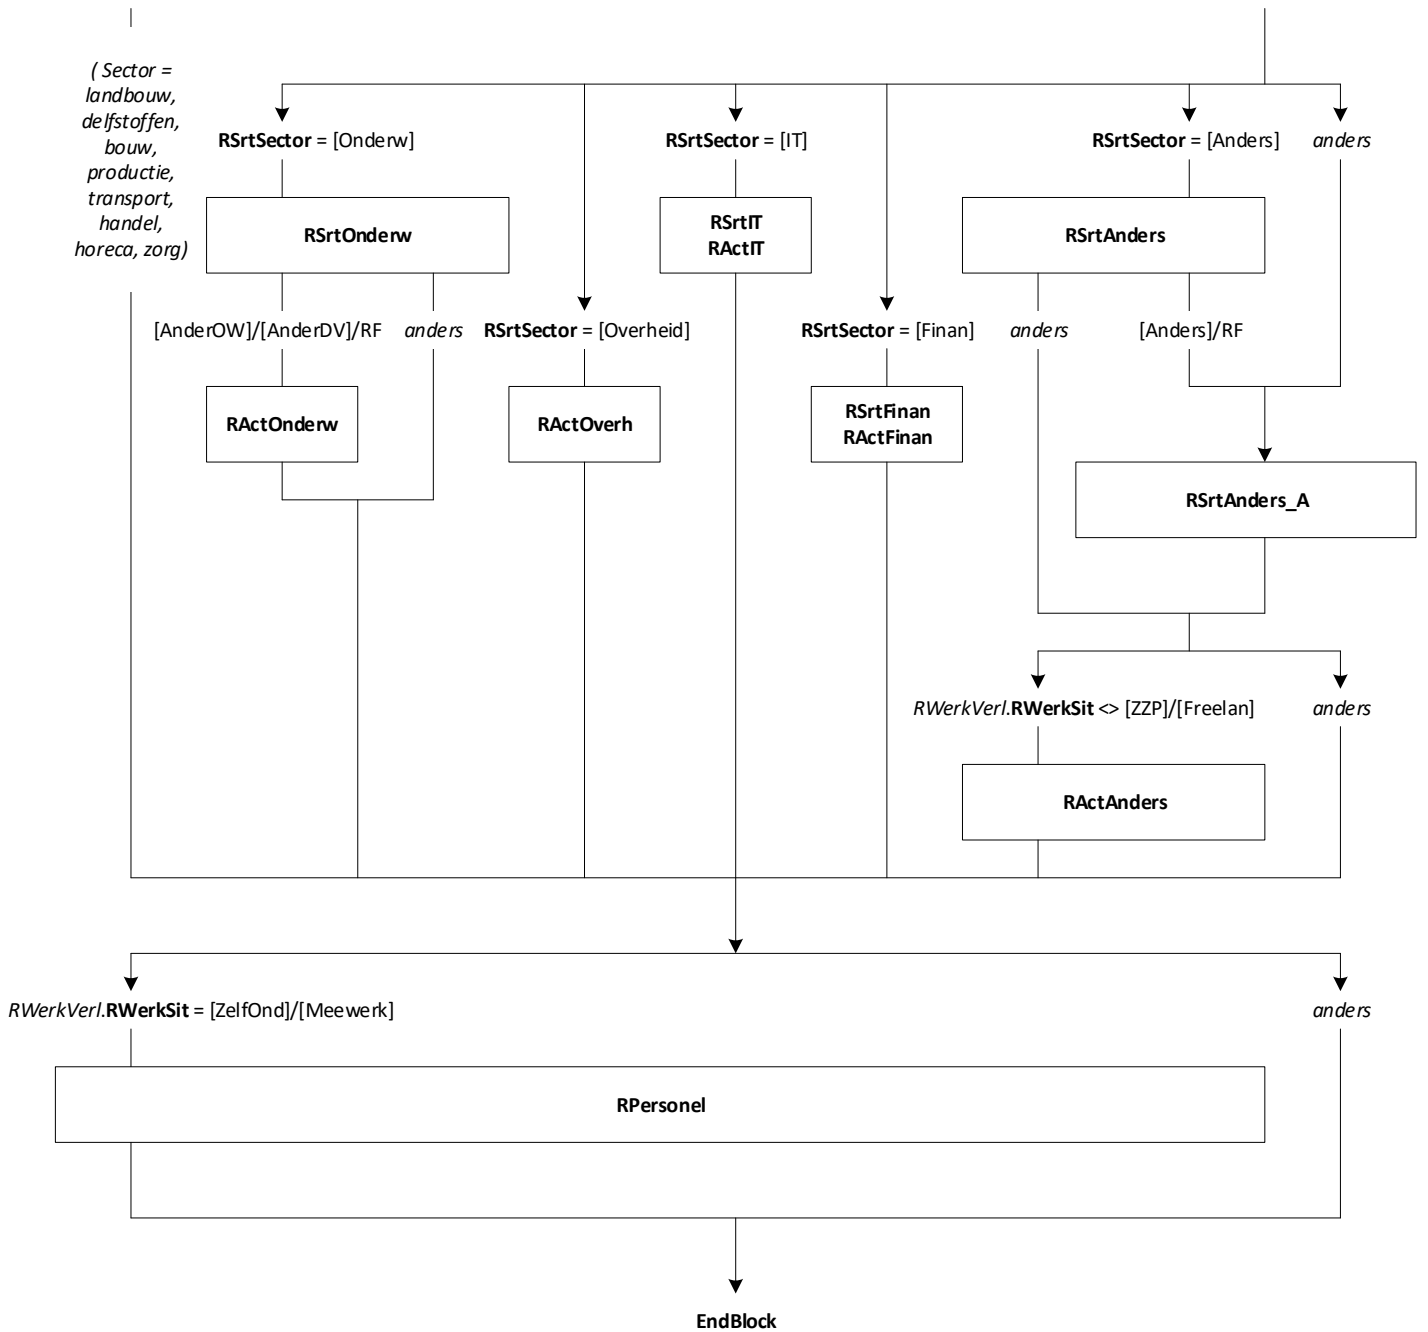 ( Sector =
landbouw,
delfstoffen,
bouw,
productie,
transport,
handel,
horeca, zorg)
RSrtSector = [Onderw]
RSrtSector = [IT]
RSrtSector = [Anders]
anders
RSrtOnderw
RSrtIT
RActIT
RSrtAnders
[AnderOW]/[AnderDV]/RF
anders
RSrtSector = [Overheid]
RSrtSector = [Finan]
anders
[Anders]/RF
RActOnderw
RActOverh
RSrtFinan
RActFinan
RSrtAnders_A
RWerkVerl.RWerkSit <> [ZZP]/[Freelan]
anders
RActAnders
RWerkVerl.RWerkSit = [ZelfOnd]/[Meewerk]
anders
RPersonel
EndBlock